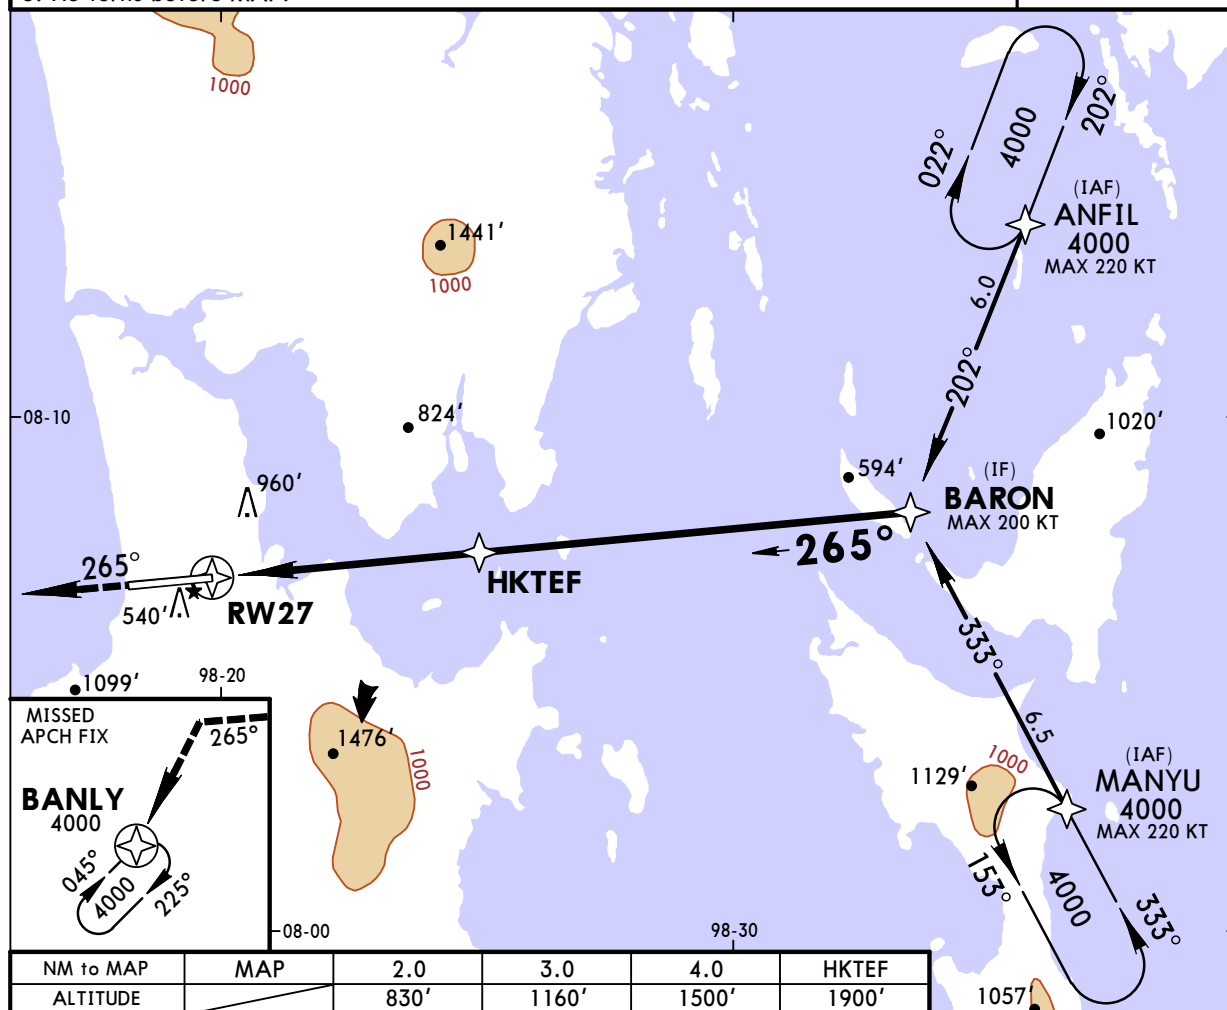 1000
4000
202°
022°
(IAF)
ANFIL
4000
MAX 220 KT
1441'
1000
6.0
202°
08-10
824'
1020'
594'
(IF)
BARON
MAX 200 KT
960'
265°
265°
HKTEF
540'
RW27
333°
98-20
1099'
MISSED
APCH FIX
265°
BANLY
4000
045°
4000
225°
1476'
1000
6.5
(IAF)
MANYU
4000
MAX 220 KT
1000
1129'
153°
4000
333°
08-00
98-30
1057'
NM to MAP MAP 2.0 3.0 4.0 HKTEF
ALTITUDE 830' 1160' 1500' 1900'